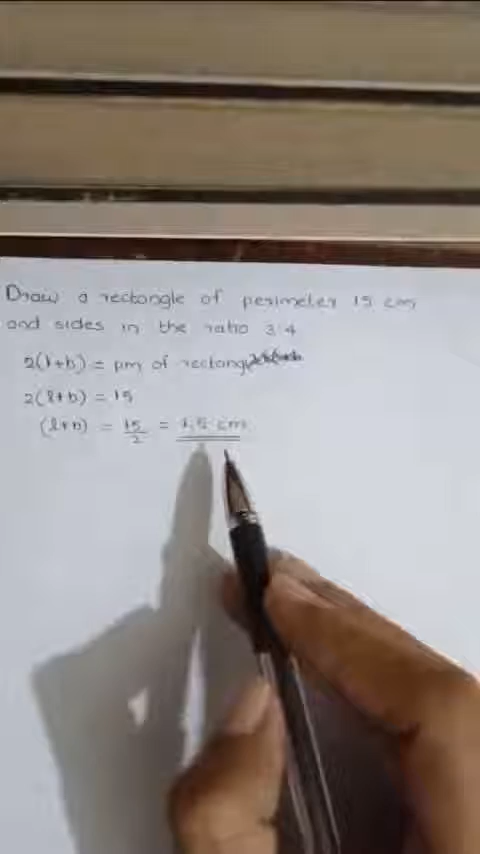 Draw a rectangle of perimeter 15 cm
and sides in the ratio 3:4
2(l+b) = pm of rectangle
2(l+b) = 15
(l+b) = 15/2 = 7.5 cm